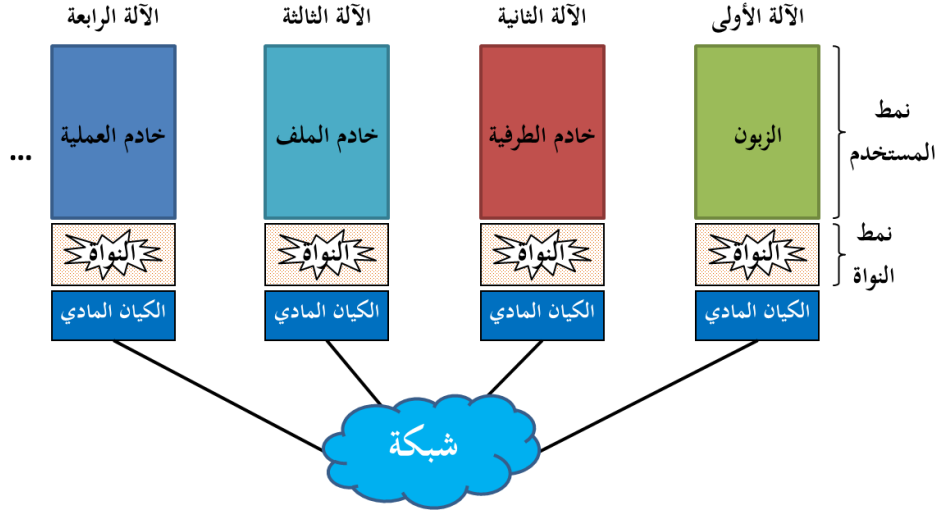 الآلة الأولى
الآلة الثانية
الآلة الثالثة
الآلة الرابعة
نمط
المستخدم
الزبون
خادم الطرفية
خادم الملف
خادم العملية
...
نمط
النواة
النواة
النواة
النواة
النواة
الكيان المادي
الكيان المادي
الكيان المادي
الكيان المادي
شبكة